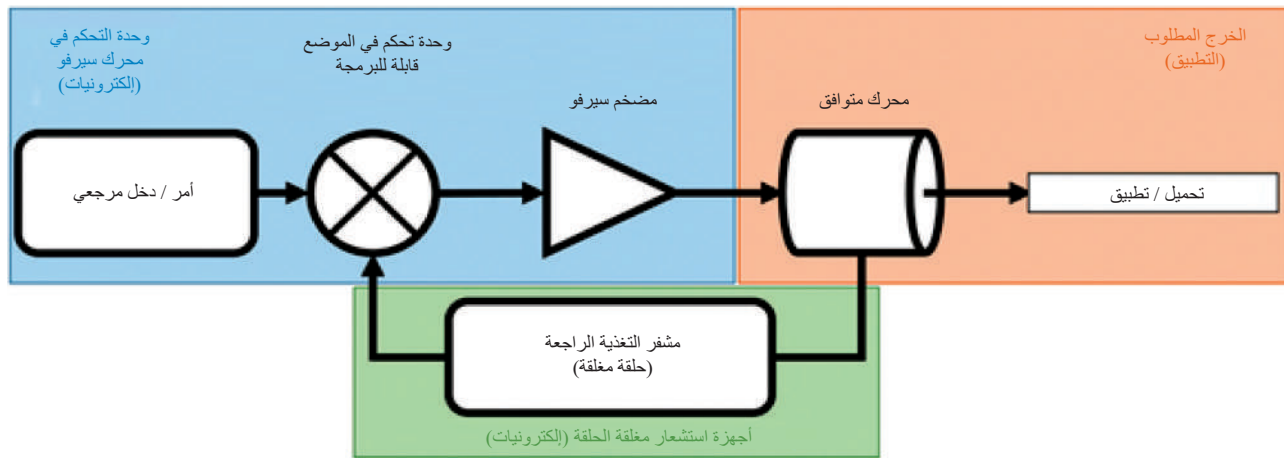 وحدة التحكم في
محرك سيرفو
(إلكترونيات)
وحدة تحكم في الموضع
قابلة للبرمجة
مضخم سيرفو
محرك متوافق
الخرج المطلوب
(التطبيق)
أمر / دخل مرجعي
تحميل / تطبيق
مشفر التغذية الراجعة
(حلقة مغلقة)
أجهزة استشعار مغلقة الحلقة (إلكترونيات)